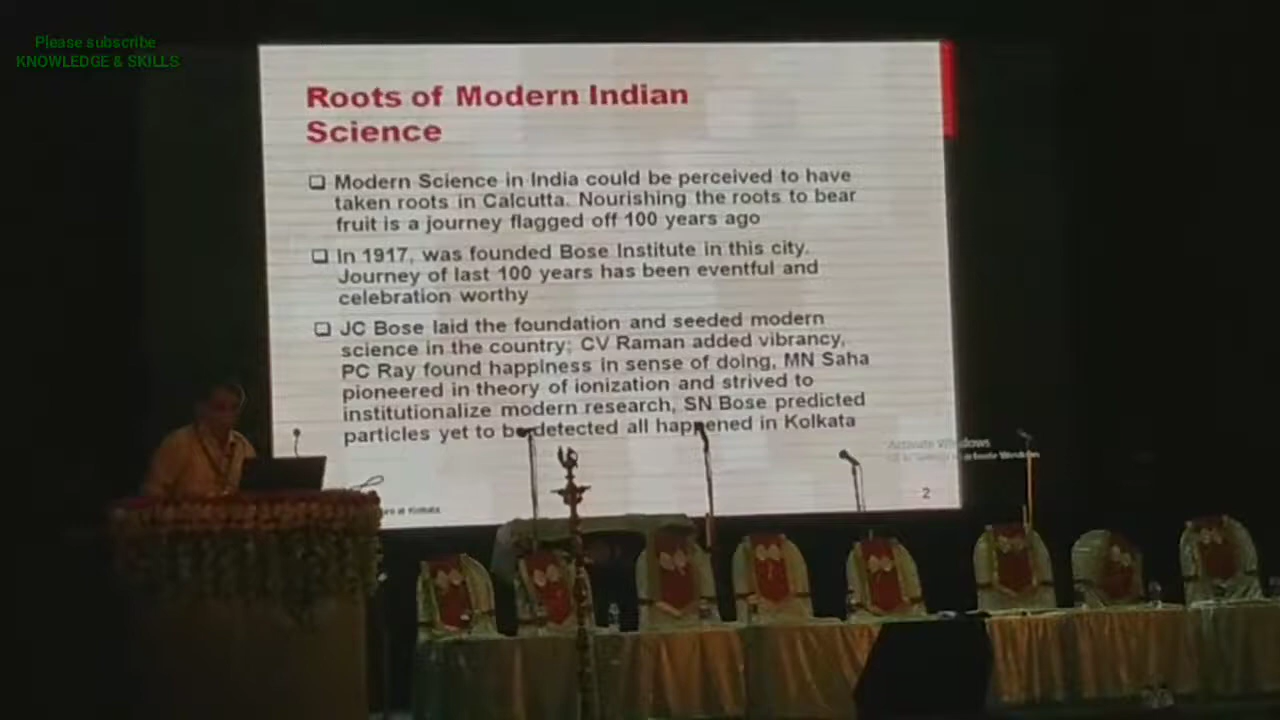 Please subscribe
KNOWLEDGE & SKILLS
Roots of Modern Indian
Science
Modern Science in India could be perceived to have
taken roots in Calcutta. Nourishing the roots to bear
fruit is a journey flagged off 100 years ago
In 1917, was founded Bose Institute in this city.
Journey of last 100 years has been eventful and
celebration worthy
JC Bose laid the foundation and seeded modern
science in the country; CV Raman added vibrancy,
PC Ray found happiness in sense of doing, MN Saha
pioneered in theory of ionization and strived to
institutionalize modern research, SN Bose predicted
particles yet to be detected all happened in Kolkata
Activate Windows
at Kolkata
2